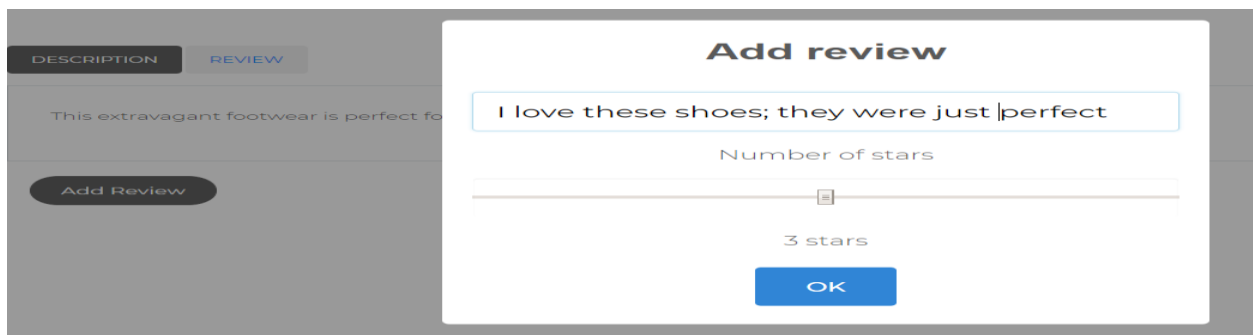 DESCRIPTION
REVIEW
This extravagant footwear is perfect fo
Add Review
Add review
I love these shoes; they were just perfect
Number of stars
3 stars
OK